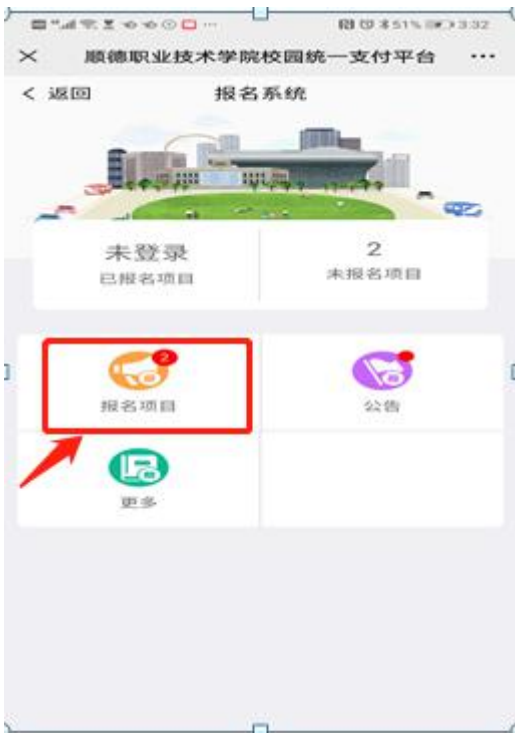 51% 3:32
顺德职业技术学院校园统一支付平台 ...
< 返回 报名系统
未登录 2
已报名项目 未报名项目
2
报名项目 公告
更多